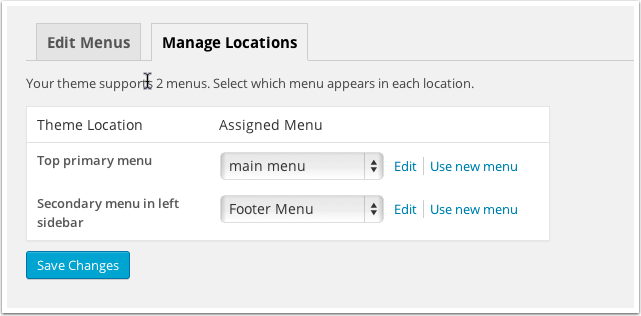 Edit Menus Manage Locations
Your theme supports 2 menus. Select which menu appears in each location.
Theme Location Assigned Menu
Top primary menu main menu Edit Use new menu
Secondary menu in left Footer Menu Edit Use new menu
sidebar
Save Changes